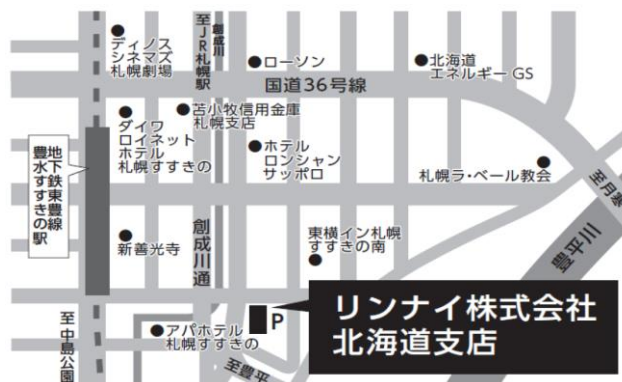 ディノス
シネマズ
札幌劇場
至JR札幌駅
創成川
ローソン
北海道
エネルギーGS
国道36号線
苫小牧信用金庫
札幌支店
ダイワ
ロイネット
ホテル
札幌すすきの
ホテル
ロンシャン
サッポロ
札幌ラ・ベール教会
至月寒
地下鉄東豊線
豊水すすきの駅
新善光寺
創成川通
東横イン札幌
すすきの南
豊平川
リンナイ株式会社
北海道支店
P
至中島公園
アパホテル
札幌すすきの
至豊平